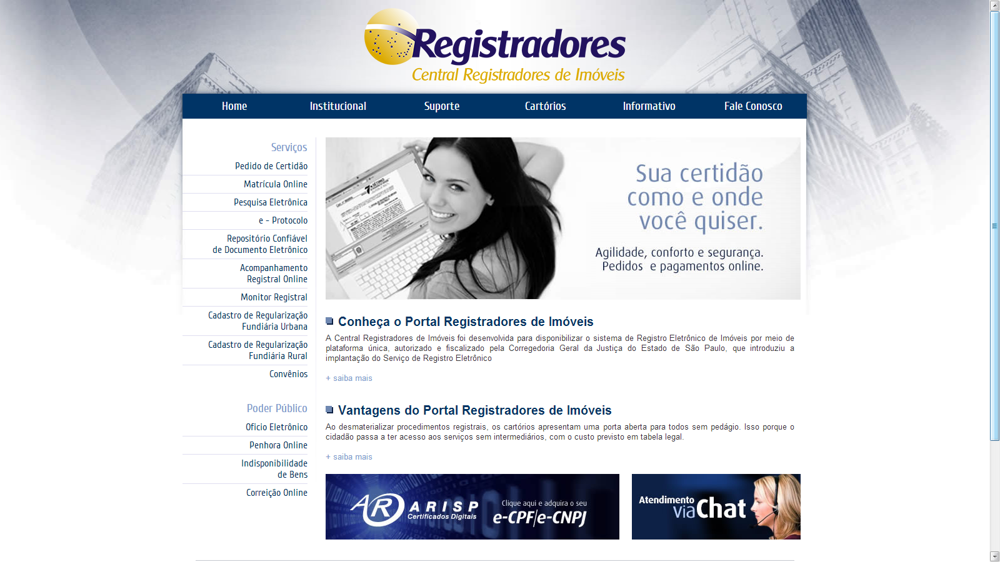 Registradores
Central Registradores de Imóveis
Home
Institucional
Suporte
Cartórios
Informativo
Fale Conosco
Serviços
Pedido de Certidão
Matrícula Online
Pesquisa Eletrônica
e - Protocolo
Repositório Confiável
de Documento Eletrônico
Acompanhamento
Registral Online
Monitor Registral
Cadastro de Regularização
Fundiária Urbana
Cadastro de Regularização
Fundiária Rural
Convênios
Poder Público
Oficio Eletrônico
Penhora Online
Indisponibilidade
de Bens
Correição Online
Sua certidão
como e onde
você quiser.
Agilidade, conforto e segurança.
Pedidos e pagamentos online.
Conheça o Portal Registradores de Imóveis
A Central Registradores de Imóveis foi desenvolvida para disponibilizar o sistema de Registro Eletrônico de Imóveis por meio de
plataforma única, autorizado e fiscalizado pela Corregedoria Geral da Justiça do Estado de São Paulo, que introduziu a
implantação do Serviço de Registro Eletrônico
+ saiba mais
Vantagens do Portal Registradores de Imóveis
Ao desmaterializar procedimentos registrais, os cartórios apresentam uma porta aberta para todos sem pedágio. Isso porque o
cidadão passa a ter acesso aos serviços sem intermediários, com o custo previsto em tabela legal.
+ saiba mais
AR ARISP
Certificados Digitais
Clique aqui e adquira o seu
e-CPF/e-CNPJ
Atendimento
via Chat